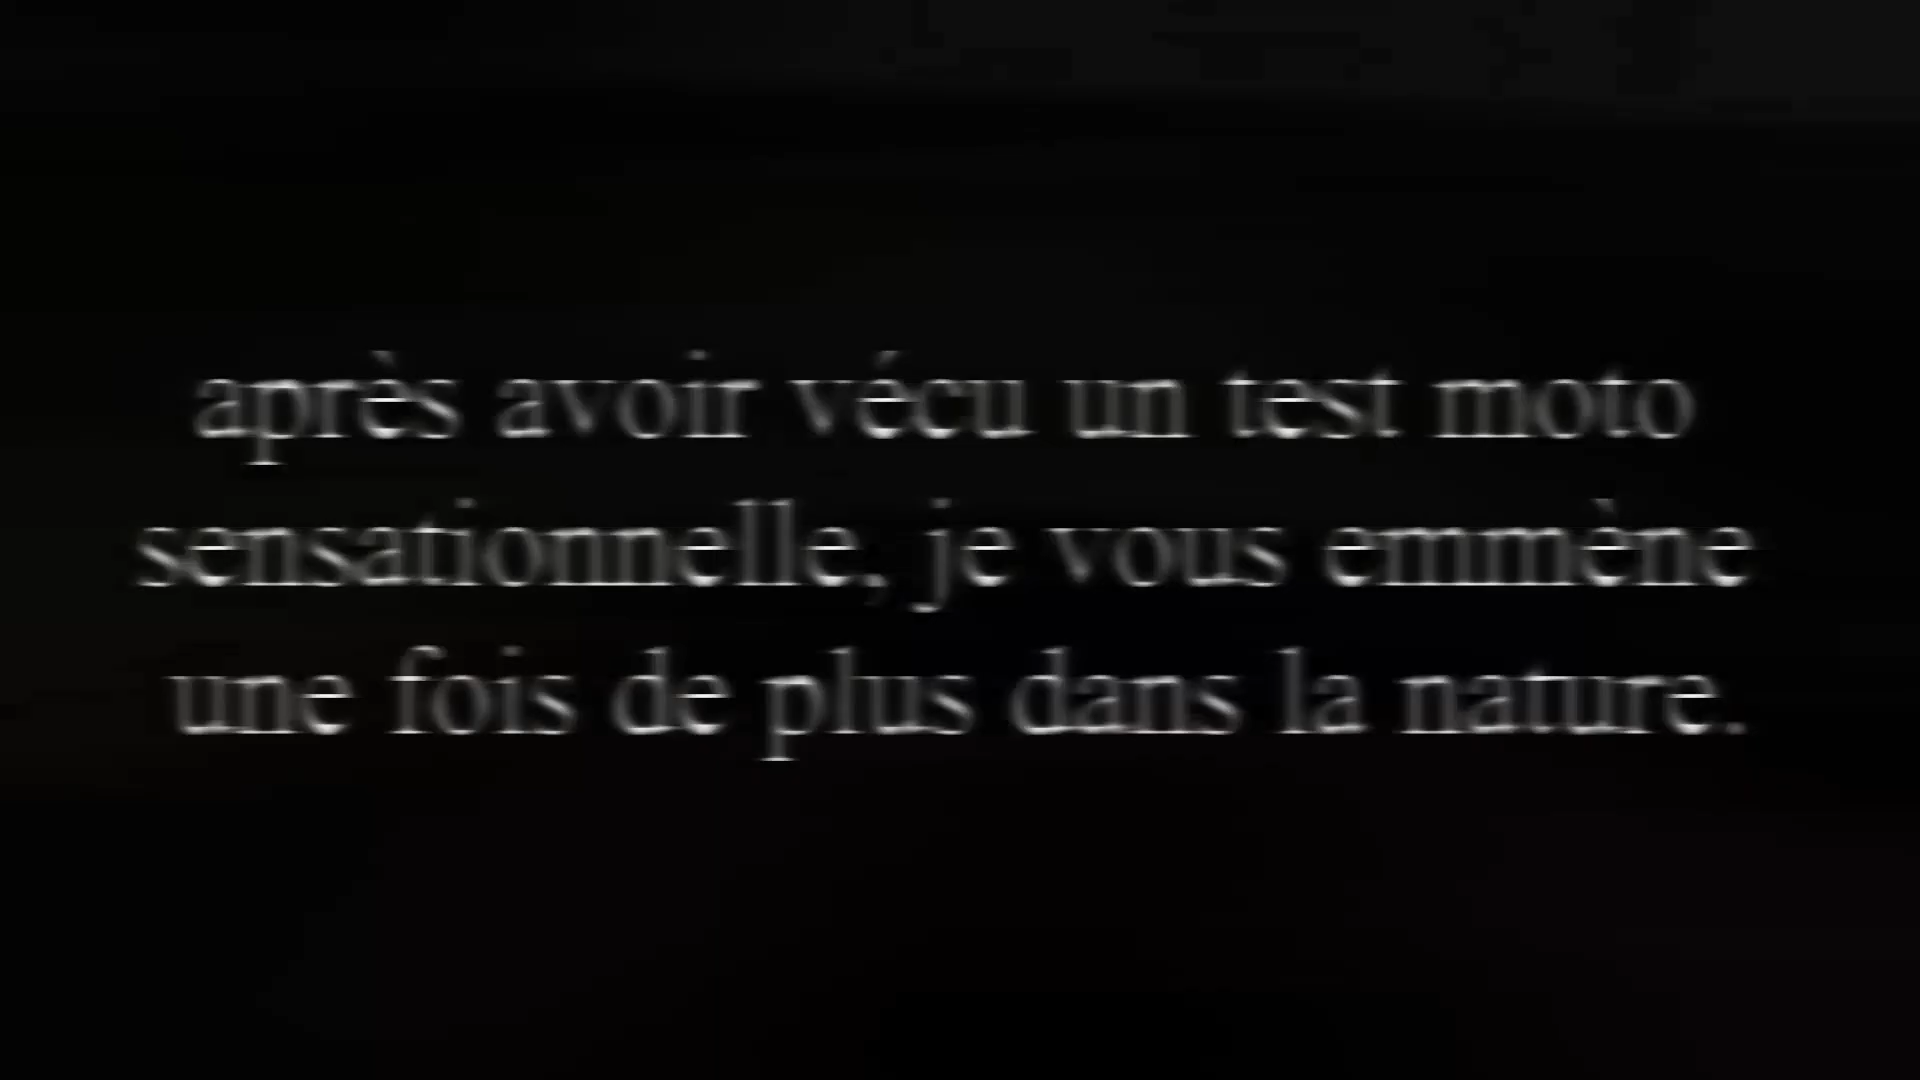 après avoir vécu un test moto
sensationnelle, je vous emmène
une fois de plus dans la nature.